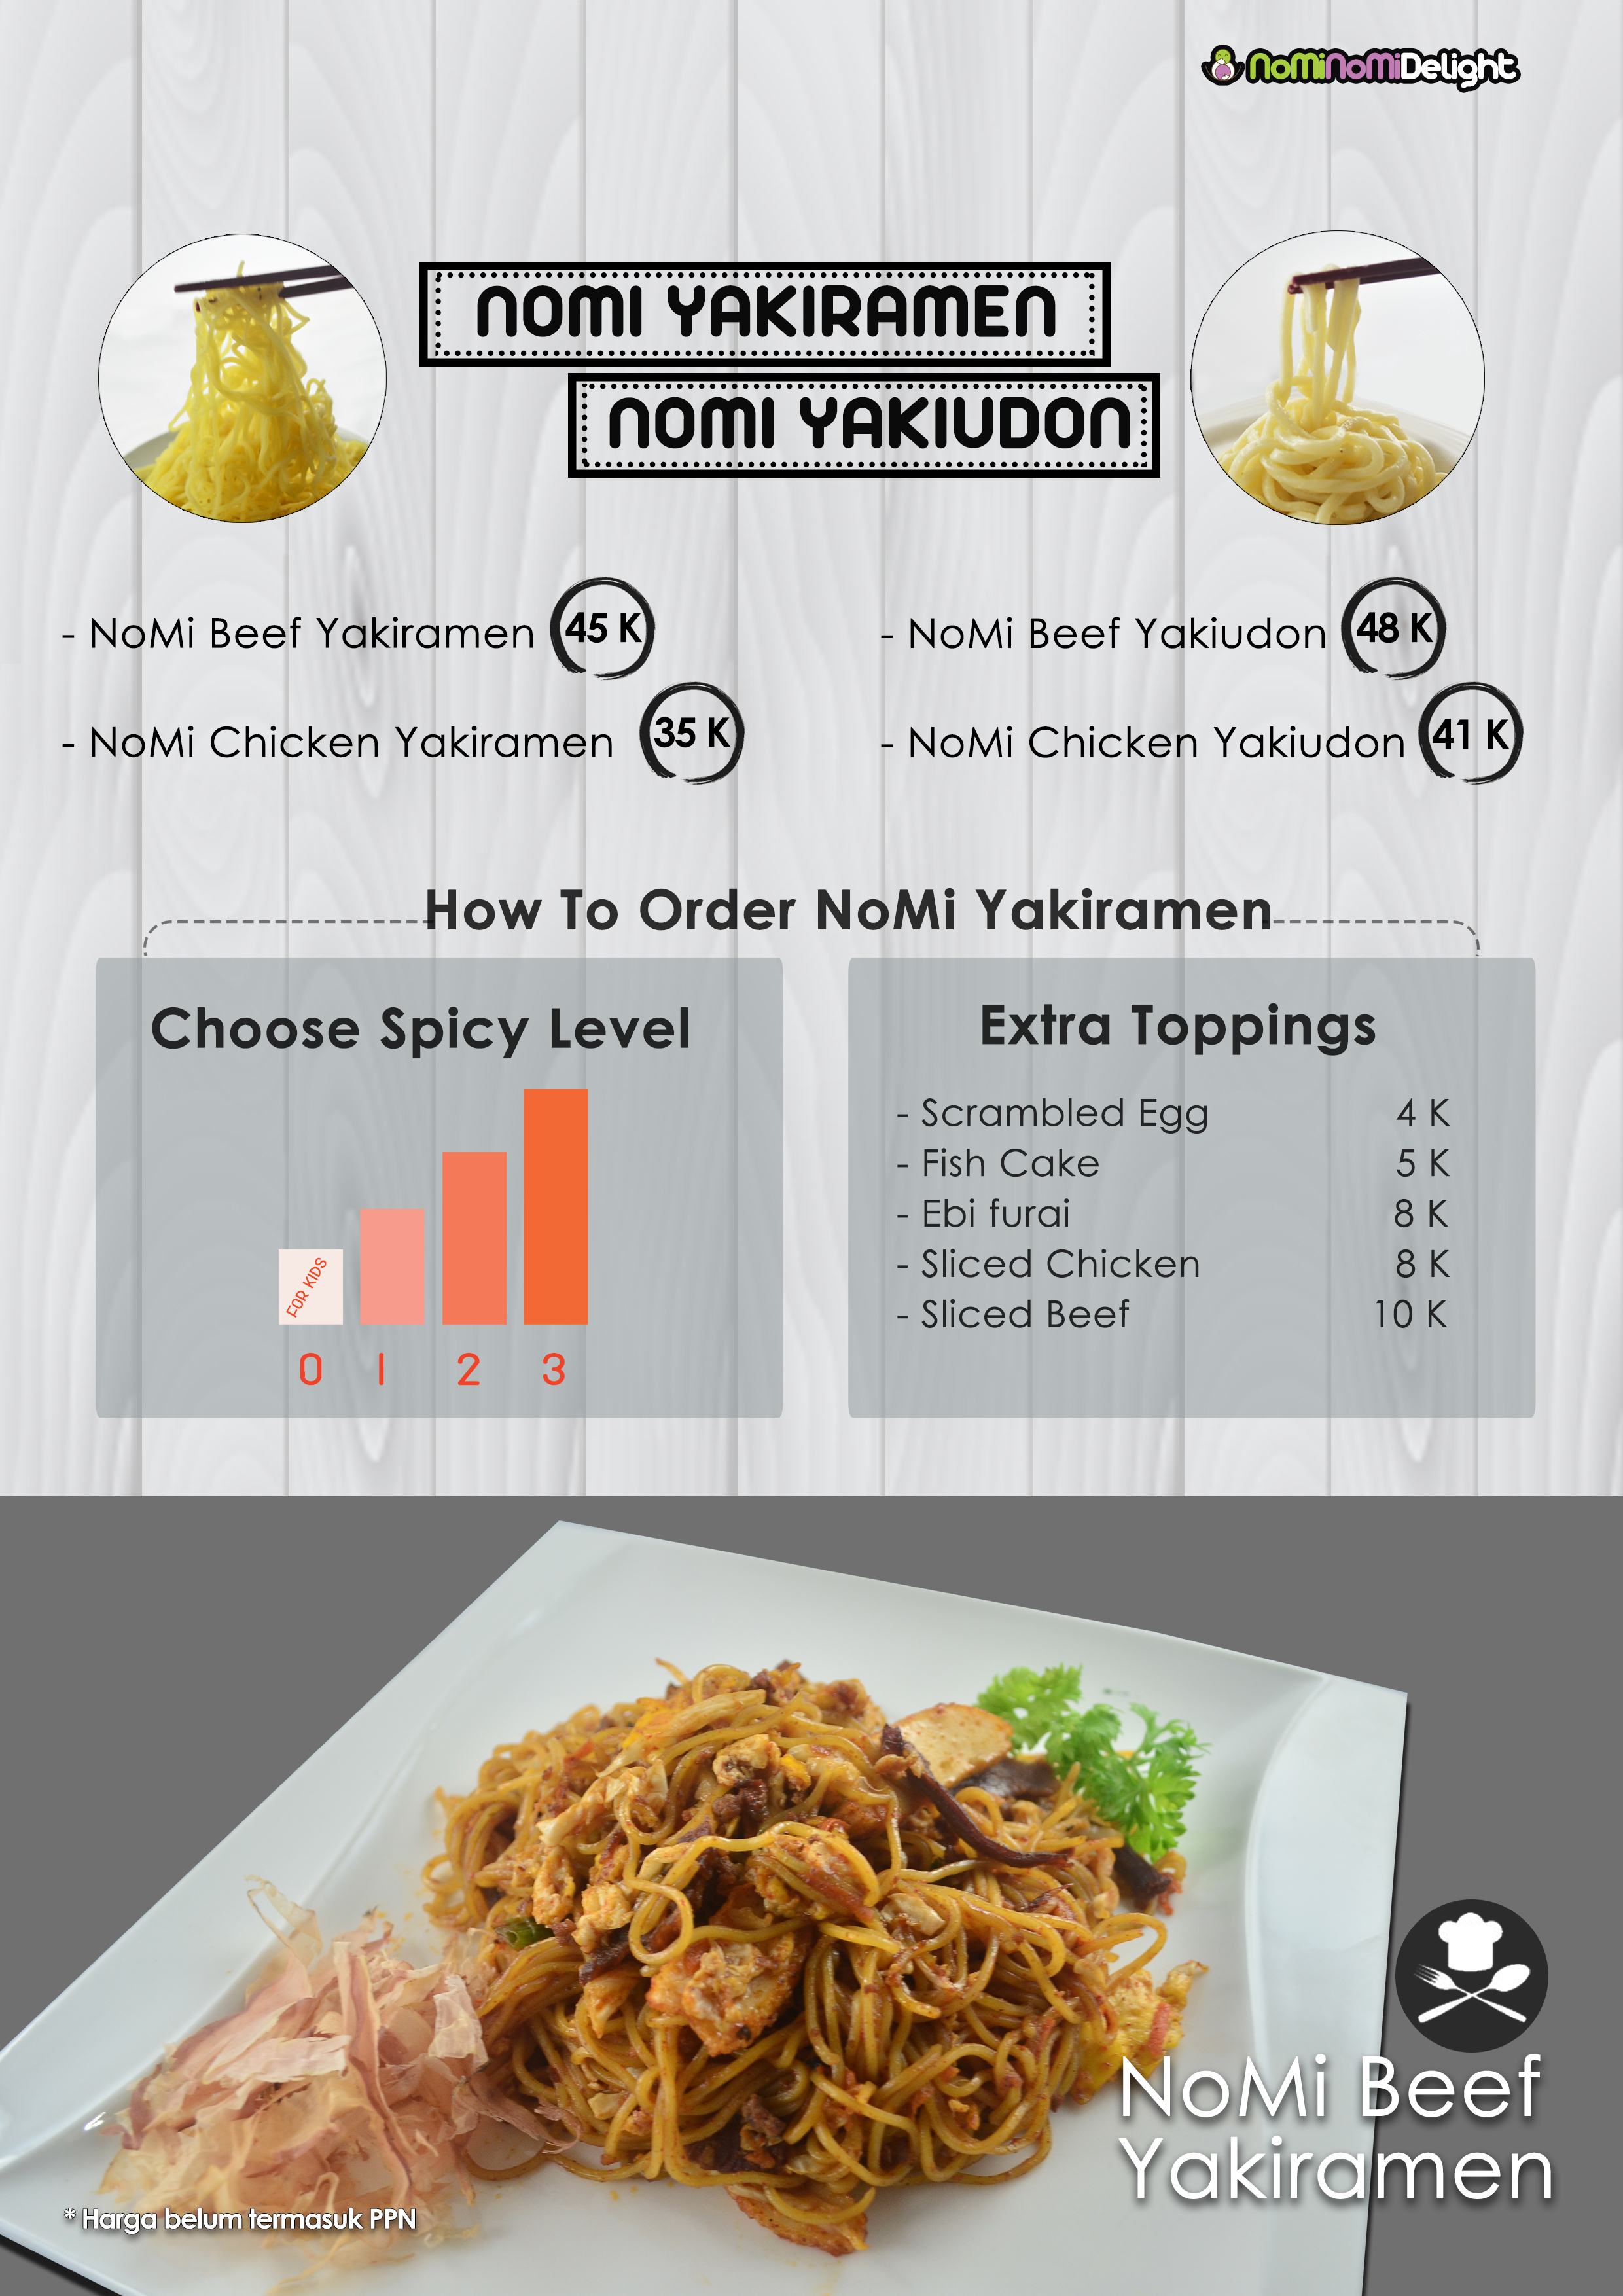 NoMiNoMiDelight
NOMI YAKIRAMEN
NOMI YAKIUDON
- NoMi Beef Yakiramen 45 K
- NoMi Chicken Yakiramen 35 K
- NoMi Beef Yakiudon 48 K
- NoMi Chicken Yakiudon 41 K
How To Order NoMi Yakiramen
Choose Spicy Level
FOR KIDS
0 1 2 3
Extra Toppings
- Scrambled Egg 4 K
- Fish Cake 5 K
- Ebi furai 8 K
- Sliced Chicken 8 K
- Sliced Beef 10 K
NoMi Beef
Yakiramen
* Harga belum termasuk PPN